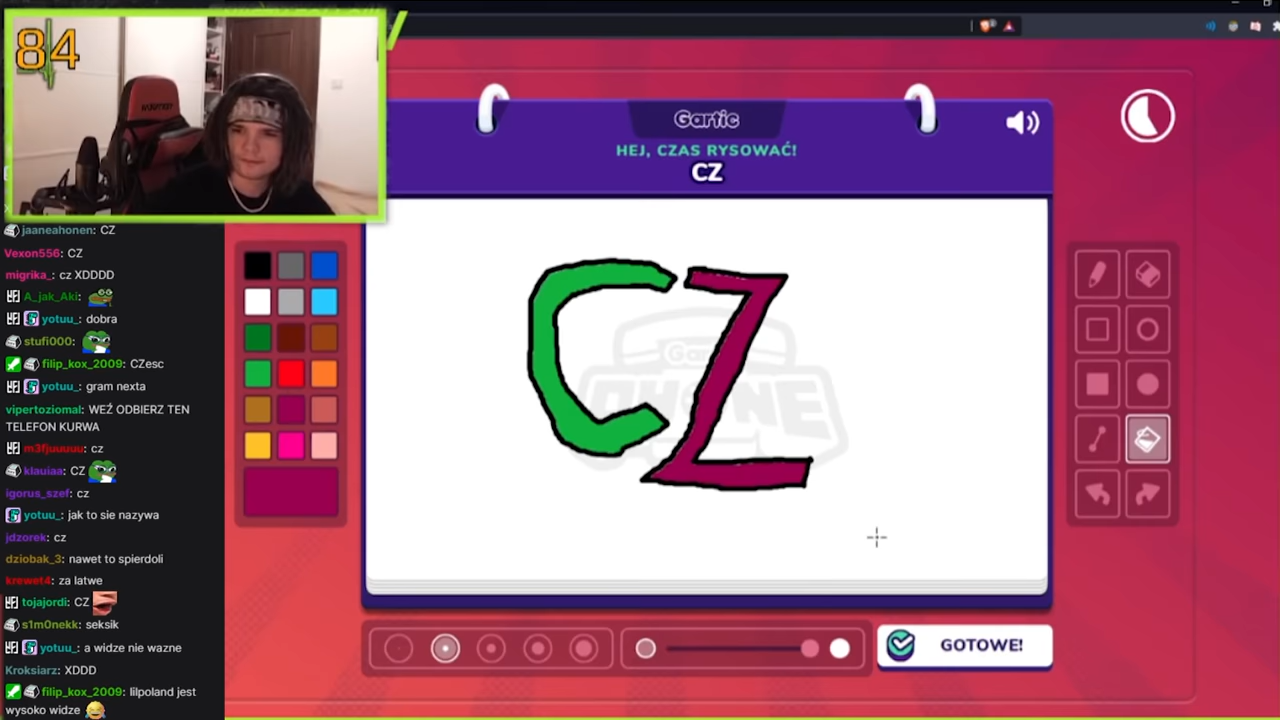 84
Gartic
HEJ, CZAS RYSOWAĆ!
CZ
CZ
jaaneahonen: CZ
Vexon556: CZ
migrika_: cz XDDDD
A_jak_Aki:
yotuu_: dobra
stufi000:
filip_kox_2009: CZesc
yotuu_: gram nexta
vipertoziomal: WEŹ ODBIERZ TEN
TELEFON KURWA
m3fjuuuuu: cz
klauiaa: CZ
igorus_szef: cz
yotuu_: jak to sie nazywa
jdzorek: cz
dziobak_3: nawet to spierdoli
krewet4: za latwe
tojajordi: CZ
s1m0nekk: seksik
yotuu_: a widze nie wazne
Kroksiarz: XDDD
filip_kox_2009: lilpoland jest
wysoko widze
GOTOWE!